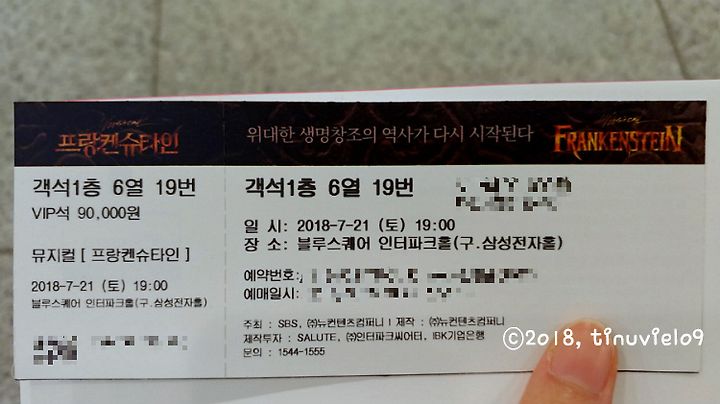 Musical
프랑켄슈타인
위대한 생명창조의 역사가 다시 시작된다
Musical
FRANKENSTEIN
객석1층 6열 19번
VIP석 90,000원
뮤지컬 [ 프랑켄슈타인 ]
2018-7-21 (토) 19:00
블루스퀘어 인터파크홀(구.삼성전자홀)
객석1층 6열 19번
일 시: 2018-7-21 (토) 19:00
장 소: 블루스퀘어 인터파크홀(구.삼성전자홀)
예약번호:
예매일시:
주최 : SBS, ㈜뉴컨텐츠컴퍼니 I 제작 : ㈜뉴컨텐츠컴퍼니
제작투자 : SALUTE, ㈜인터파크씨어터, IBK기업은행
문의 : 1544-1555
©2018, tinuviel09